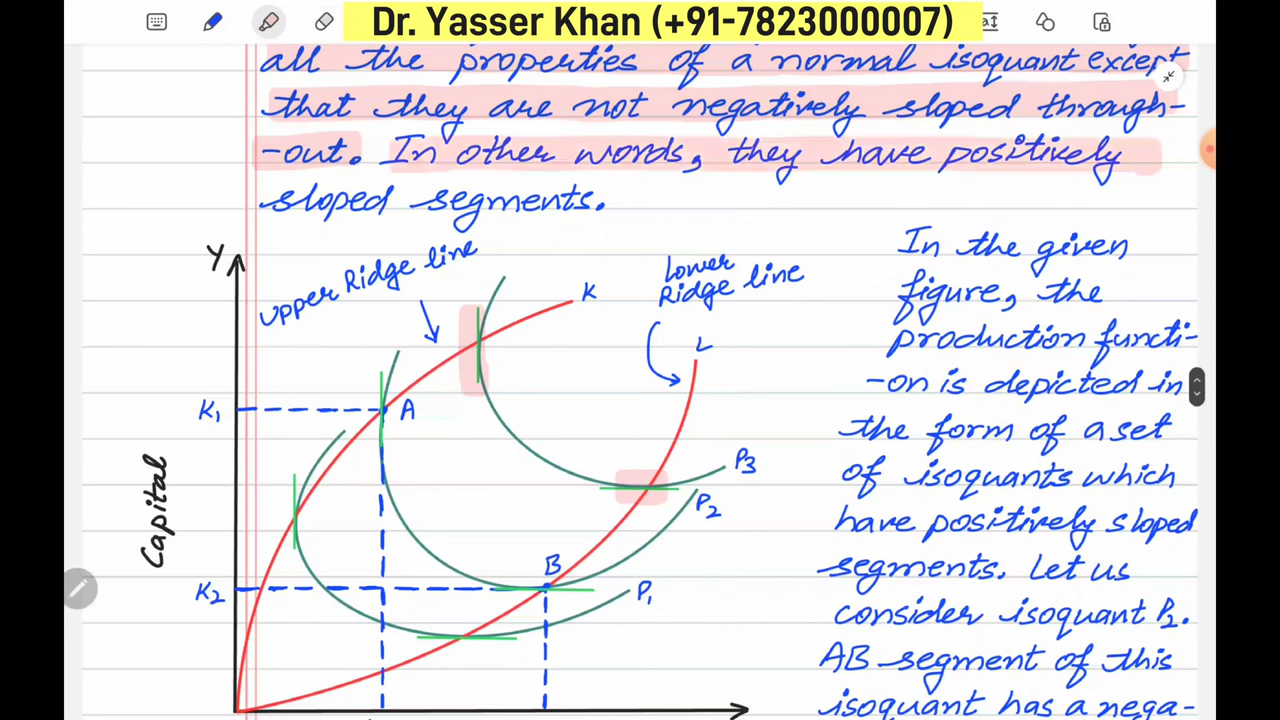 Dr. Yasser Khan (+91-7823000007)
all the properties of a normal isoquant except
that they are not negatively sloped through-
-out. In other words, they have positively
sloped segments.
Y
Upper Ridge line
Lower
Ridge line
K
L
K1
A
P3
P2
B
K2
P1
Capital
In the given
figure, the
production functi-
-on is depicted in
the form of a set
of isoquants which
have positively sloped
segments. Let us
consider isoquant P2.
AB segment of this
isoquant has a nega-